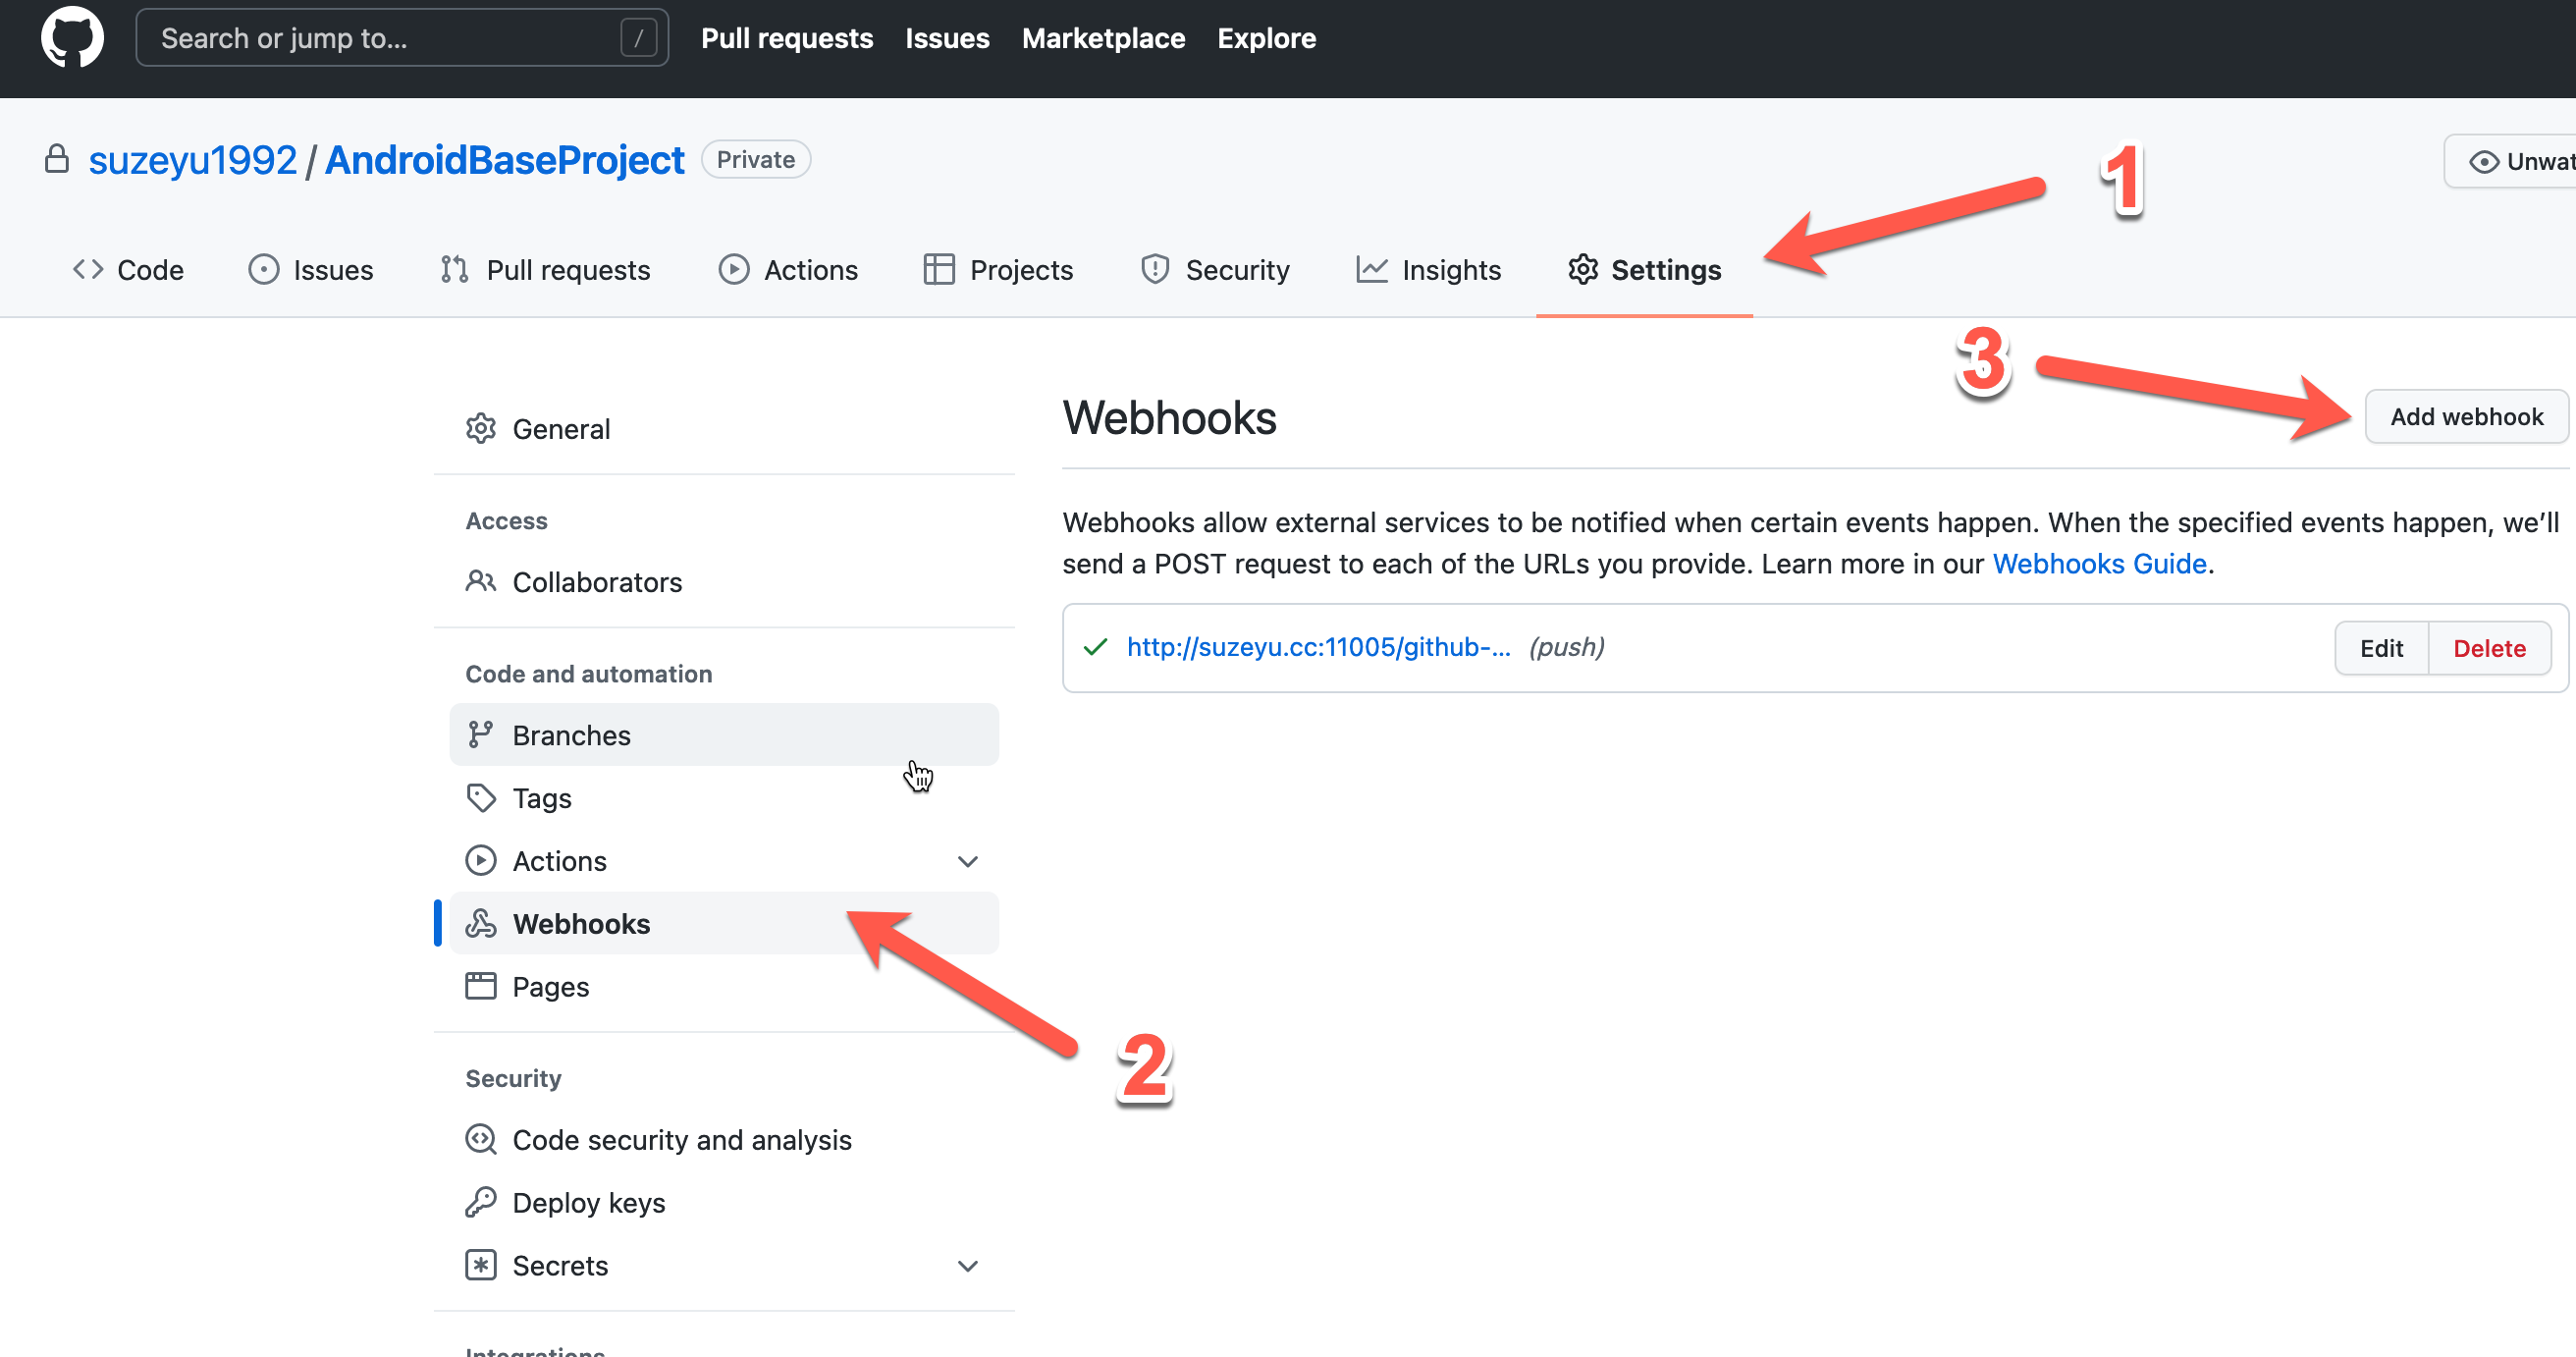 Search or jump to... /
Pull requests Issues Marketplace Explore
suzeyu1992 / AndroidBaseProject Private
1
Code Issues Pull requests Actions Projects Security Insights Settings
3
General
Webhooks
Add webhook
Access
Collaborators
Webhooks allow external services to be notified when certain events happen. When the specified events happen, we’ll
send a POST request to each of the URLs you provide. Learn more in our Webhooks Guide.
http://suzeyu.cc:11005/github-... (push)
Edit Delete
Code and automation
Branches
Tags
Actions
Webhooks
Pages
2
Security
Code security and analysis
Deploy keys
Secrets